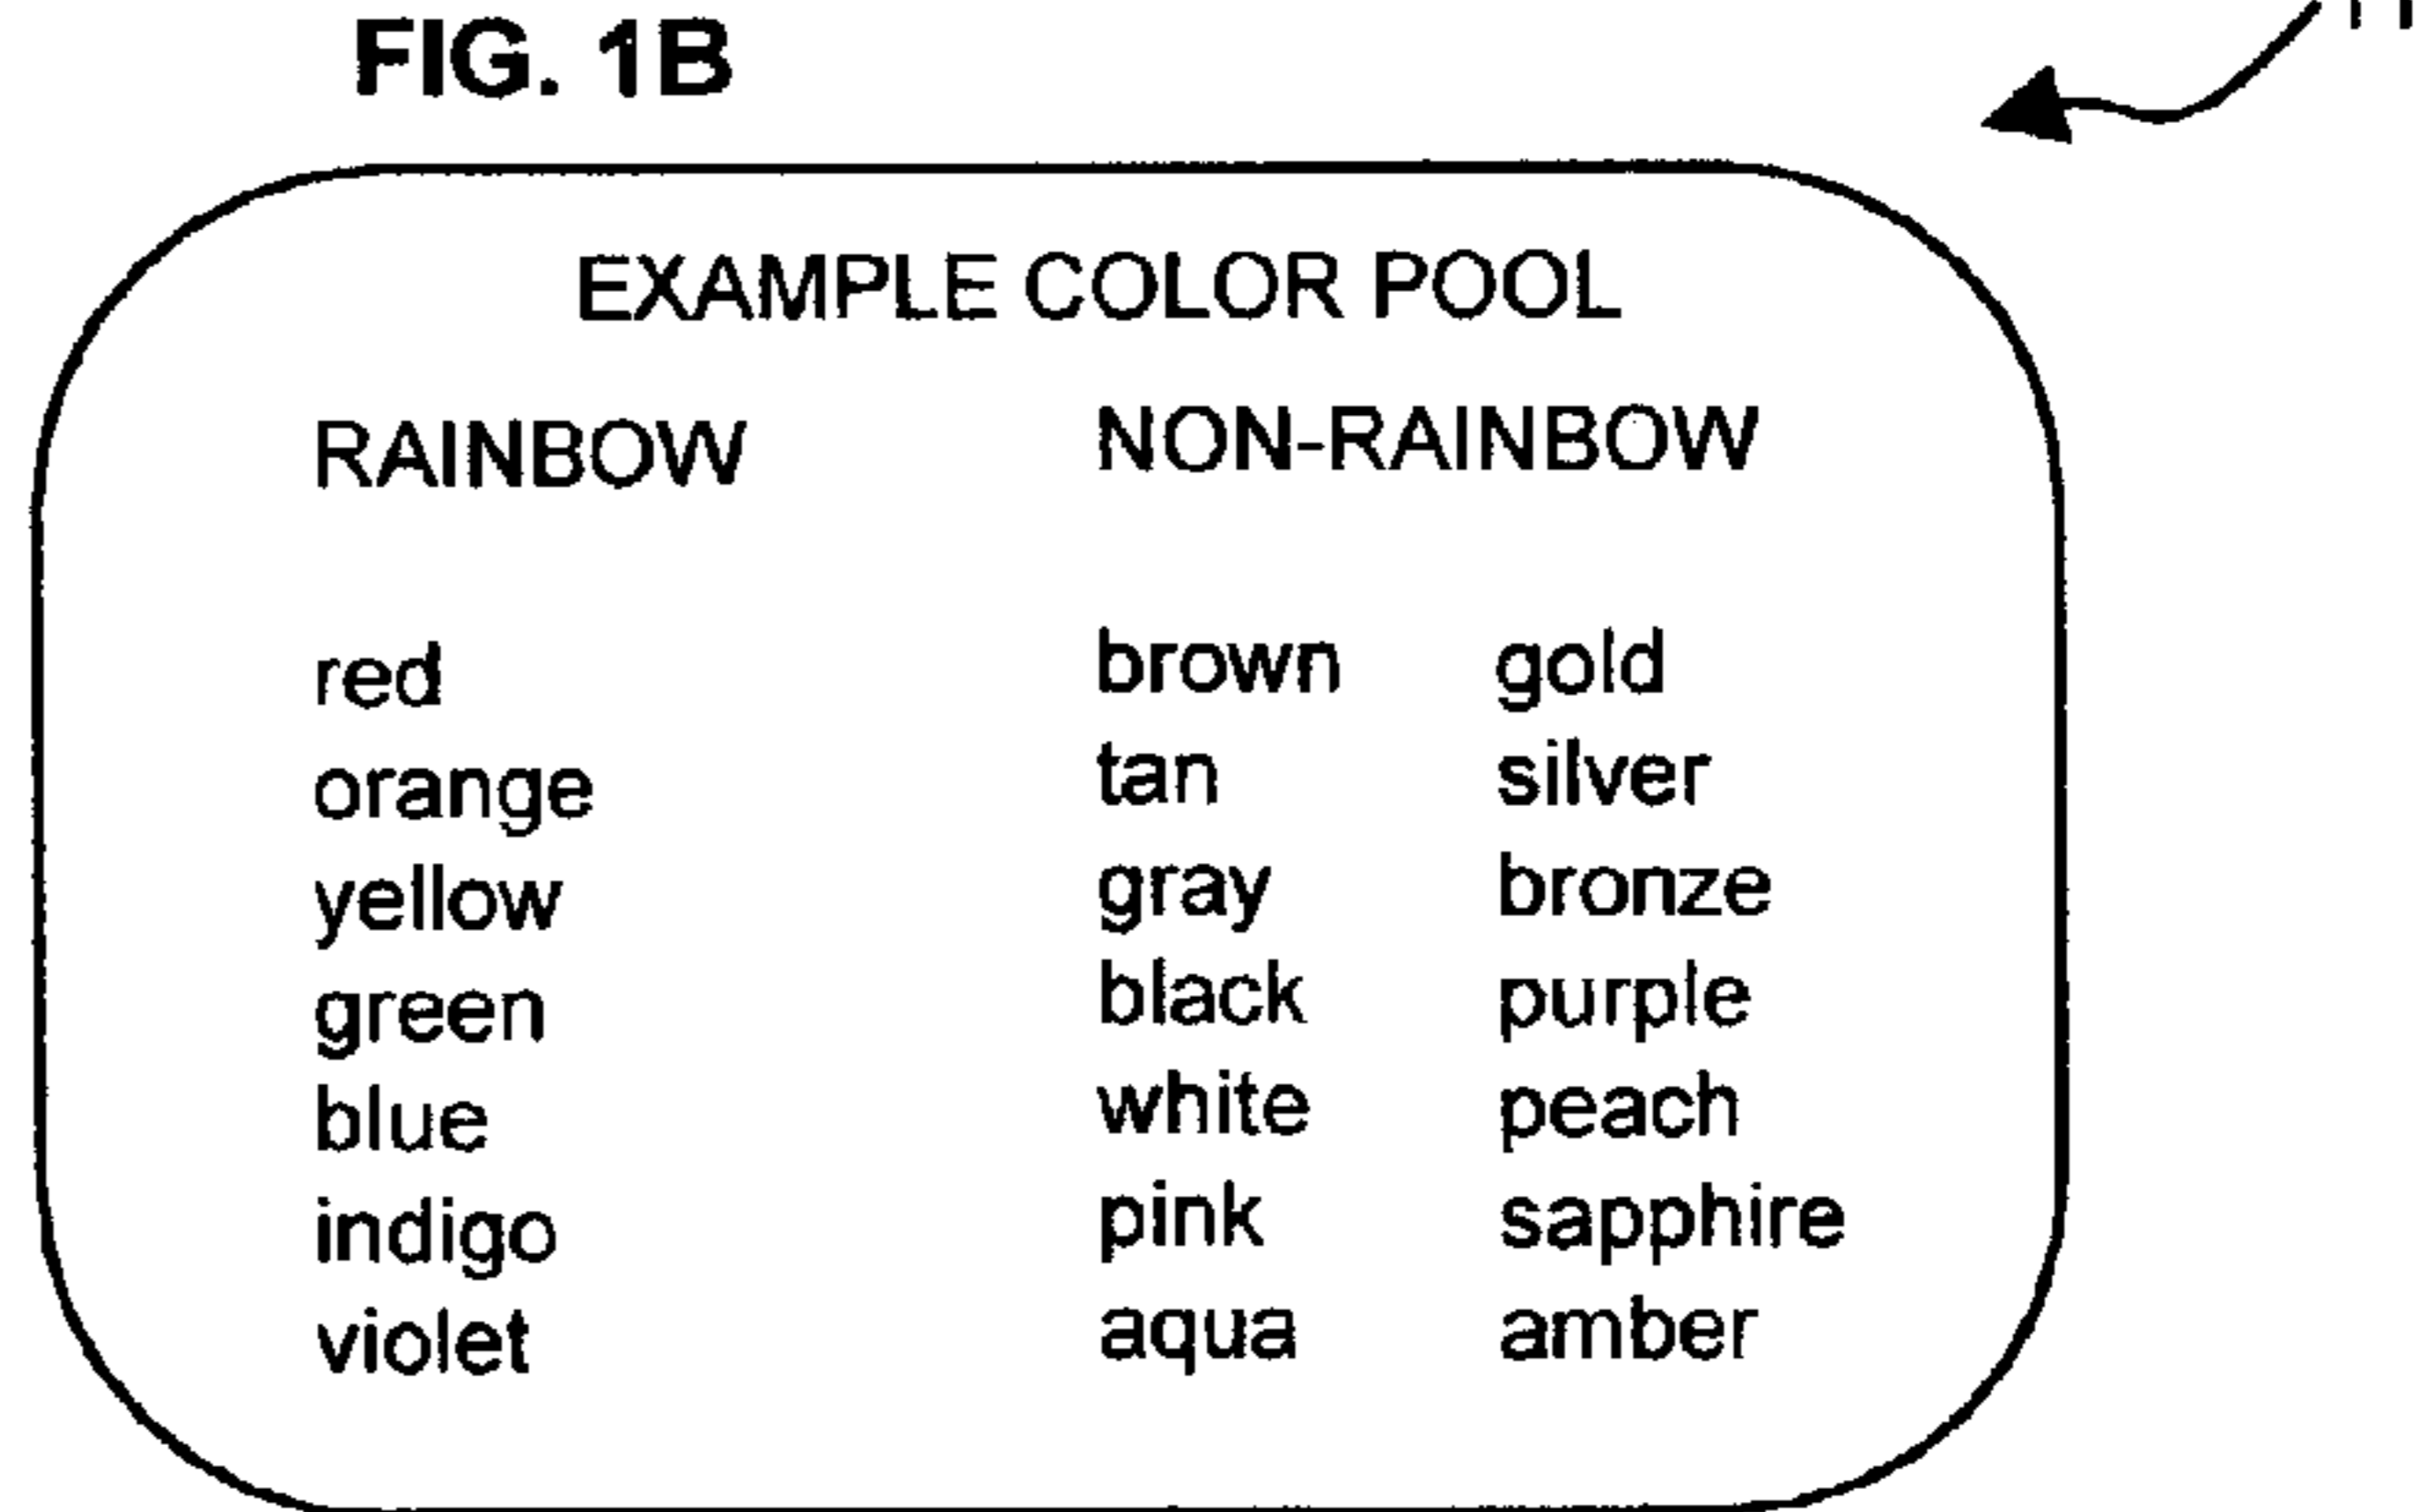 FIG. 1B
EXAMPLE COLOR POOL
RAINBOW NON-RAINBOW
red brown gold
orange tan silver
yellow gray bronze
green black purple
blue white peach
indigo pink sapphire
violet aqua amber